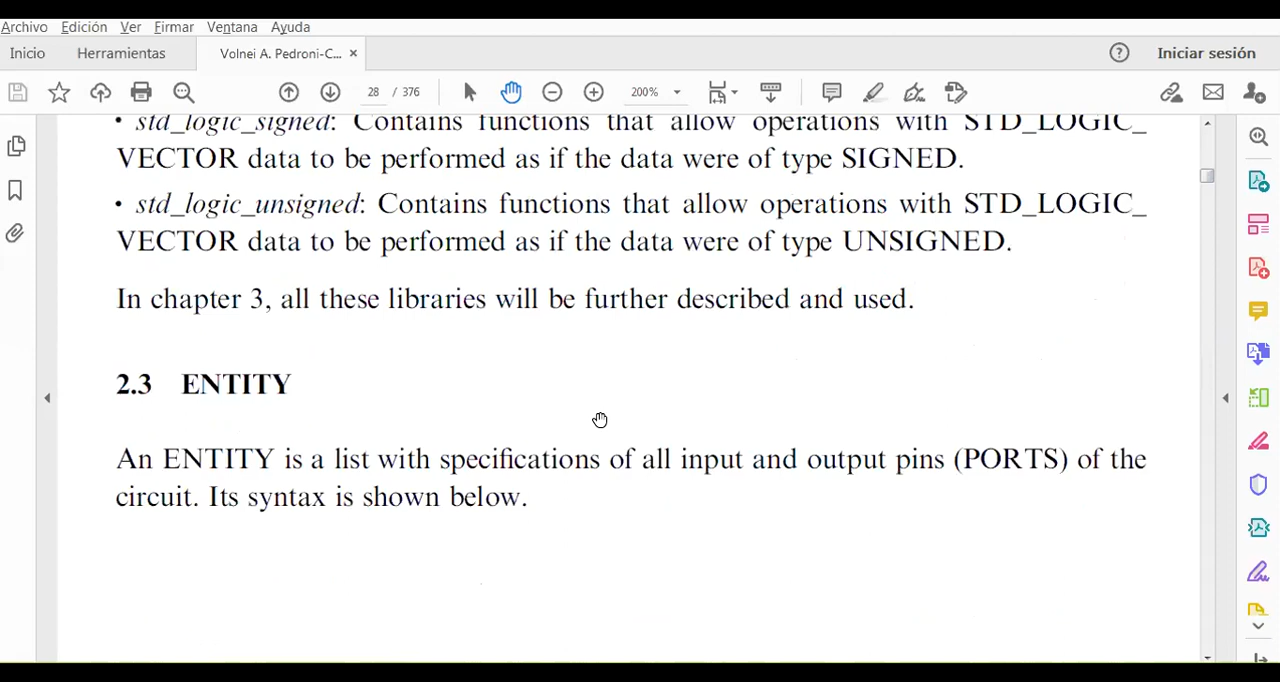 Archivo Edición Ver Firmar Ventana Ayuda
Inicio Herramientas Volnei A. Pedroni-C... × ? Iniciar sesión
28 / 376 200%
• std_logic_signed: Contains functions that allow operations with STD_LOGIC_
VECTOR data to be performed as if the data were of type SIGNED.
• std_logic_unsigned: Contains functions that allow operations with STD_LOGIC_
VECTOR data to be performed as if the data were of type UNSIGNED.
In chapter 3, all these libraries will be further described and used.
2.3 ENTITY
An ENTITY is a list with specifications of all input and output pins (PORTS) of the
circuit. Its syntax is shown below.